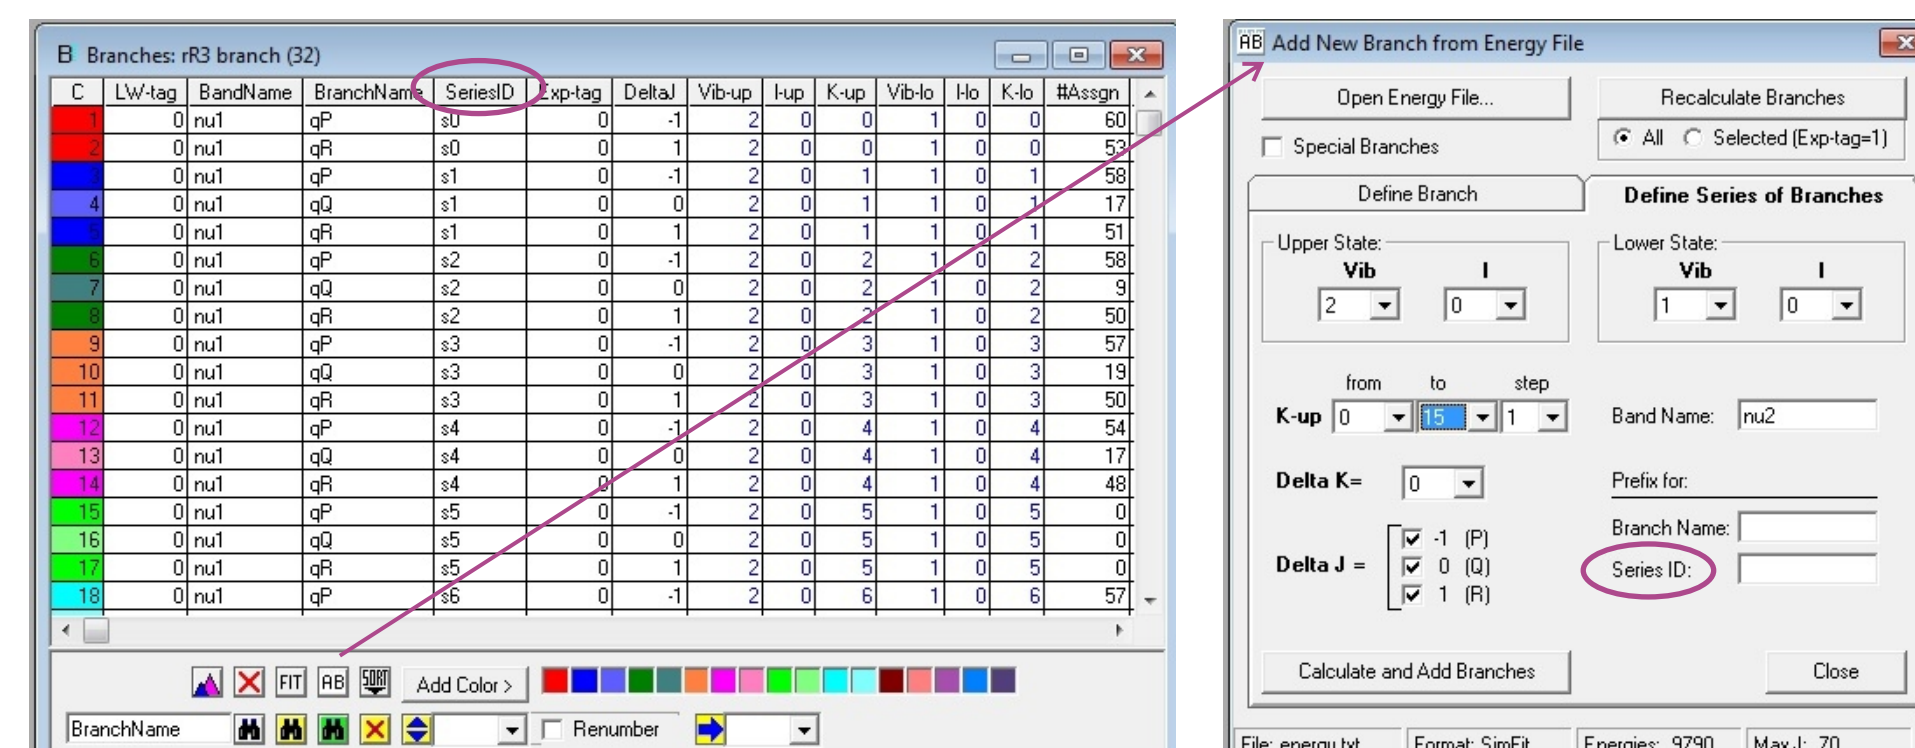 B Branches: rR3 branch (32)
C LW-tag BandName BranchName SeriesID Exp-tag DeltaJ Vib-up l-up K-up Vib-lo l-lo K-lo #Assgn
1 0 nu1 qP s0 0 -1 2 0 0 1 0 0 60
2 0 nu1 qR s0 0 1 2 0 0 1 0 0 53
3 0 nu1 qP s1 0 -1 2 0 1 1 0 1 58
4 0 nu1 qQ s1 0 0 2 0 1 1 0 1 17
5 0 nu1 qR s1 0 1 2 0 1 1 0 1 51
6 0 nu1 qP s2 0 -1 2 0 2 1 0 2 58
7 0 nu1 qQ s2 0 0 2 0 2 1 0 2 9
8 0 nu1 qR s2 0 1 2 0 2 1 0 2 50
9 0 nu1 qP s3 0 -1 2 0 3 1 0 3 57
10 0 nu1 qQ s3 0 0 2 0 3 1 0 3 19
11 0 nu1 qR s3 0 1 2 0 3 1 0 3 50
12 0 nu1 qP s4 0 -1 2 0 4 1 0 4 54
13 0 nu1 qQ s4 0 0 2 0 4 1 0 4 17
14 0 nu1 qR s4 0 1 2 0 4 1 0 4 48
15 0 nu1 qP s5 0 -1 2 0 5 1 0 5 0
16 0 nu1 qQ s5 0 0 2 0 5 1 0 5 0
17 0 nu1 qR s5 0 1 2 0 5 1 0 5 0
18 0 nu1 qP s6 0 -1 2 0 6 1 0 6 57
FIT AB SORT Add Color >
BranchName Renumber
AB Add New Branch from Energy File
Open Energy File... Recalculate Branches
Special Branches All Selected (Exp-tag=1)
Define Branch Define Series of Branches
Upper State: Lower State:
Vib l Vib l
2 0 1 0
from to step
K-up 0 15 1 Band Name: nu2
Delta K= 0 Prefix for:
-1 (P) Branch Name:
Delta J = 0 (Q) Series ID:
1 (R)
Calculate and Add Branches Close
File: energy.txt Format: SimFit Energies: 9790 Max J: 70